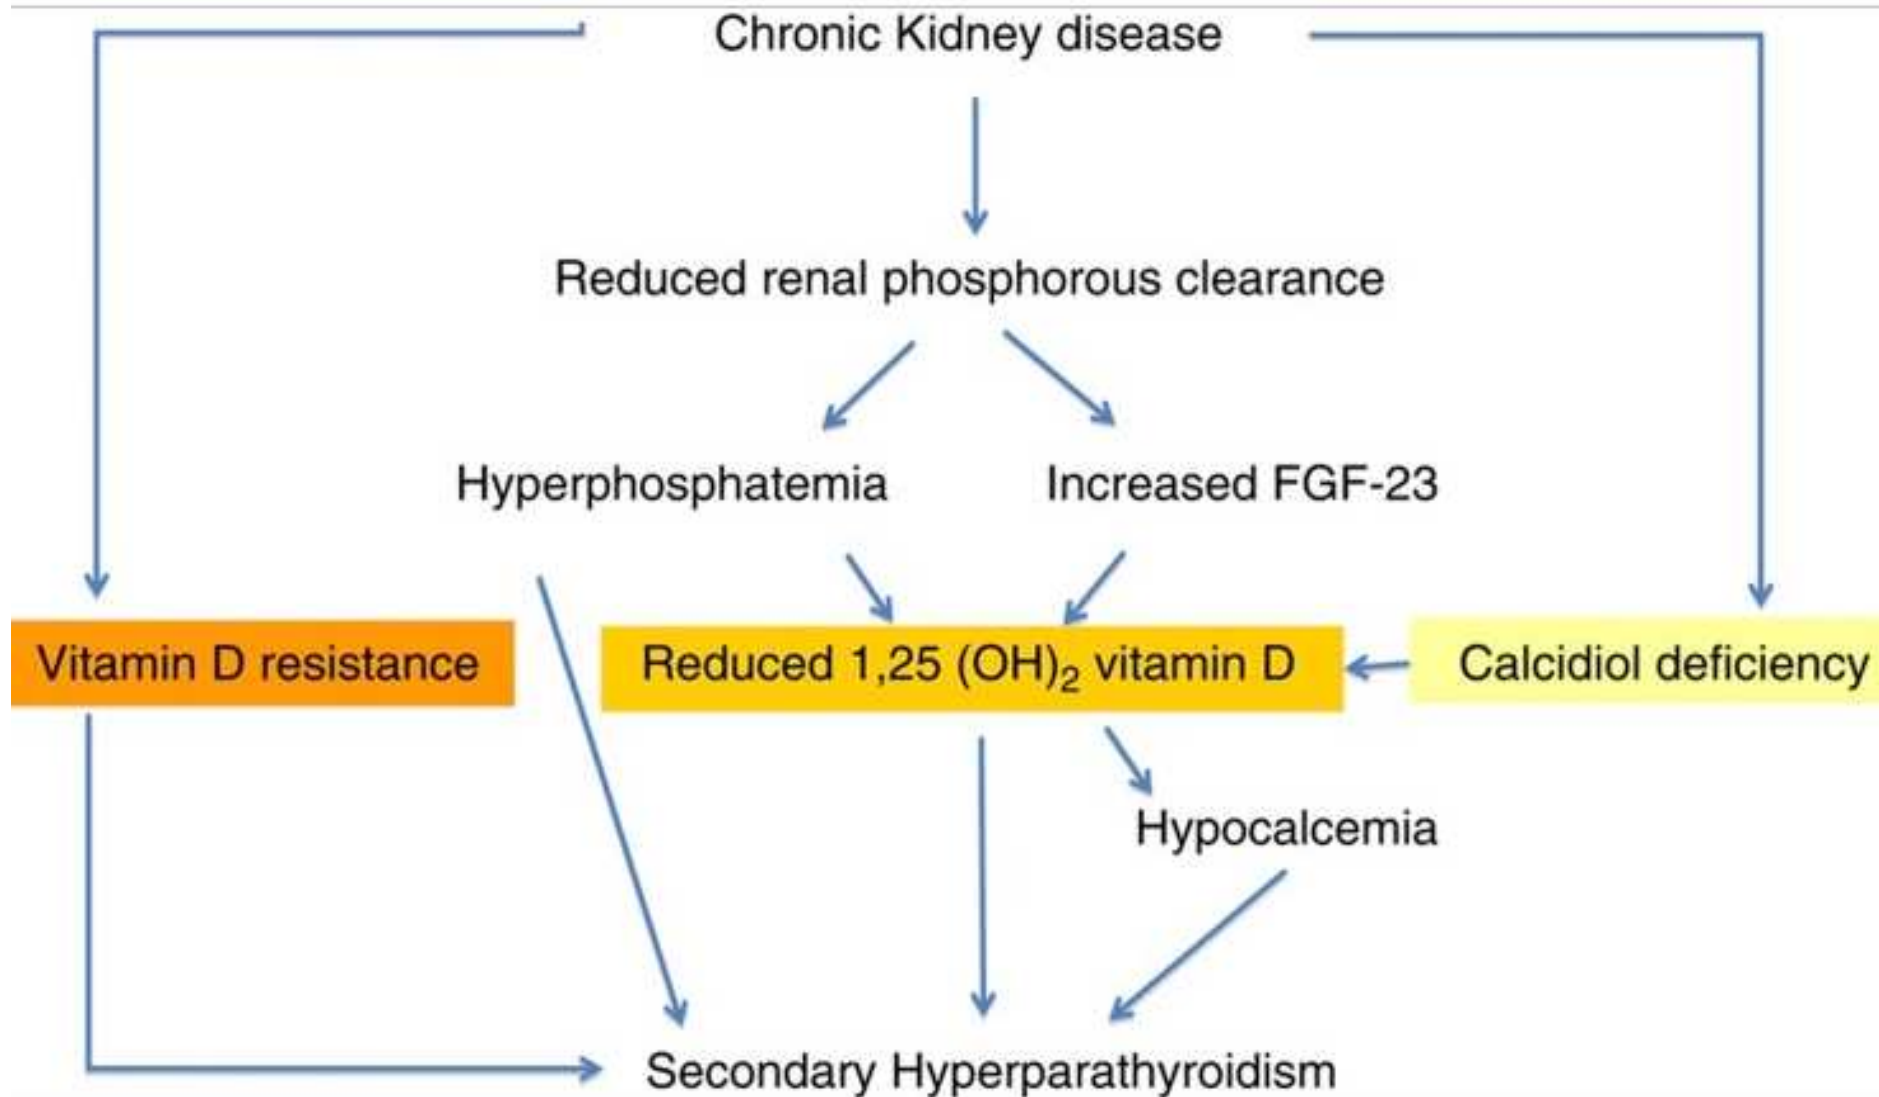 Chronic Kidney disease
Reduced renal phosphorous clearance
Hyperphosphatemia
Increased FGF-23
Vitamin D resistance
Reduced 1,25 (OH)₂ vitamin D
Calcidiol deficiency
Hypocalcemia
Secondary Hyperparathyroidism